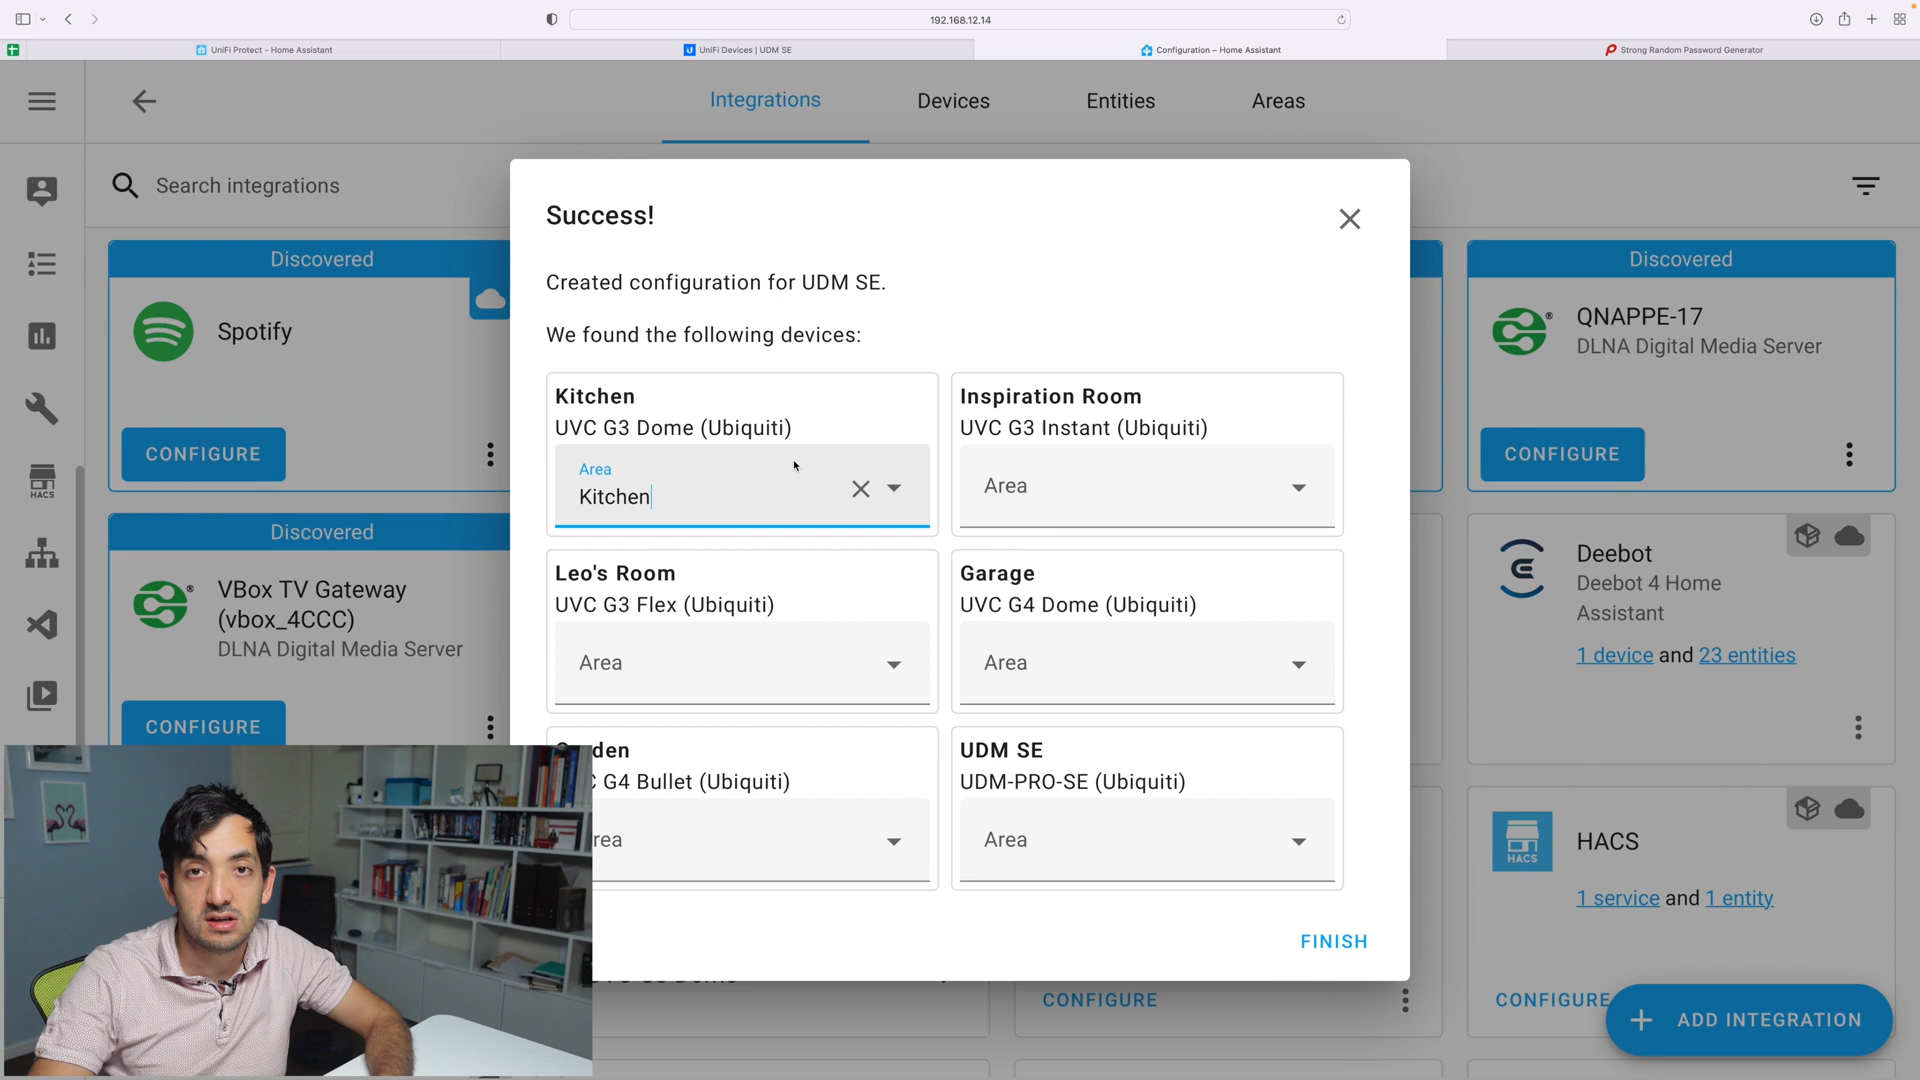 192.168.12.14
UniFi Protect - Home Assistant
UniFi Devices | UDM SE
Configuration – Home Assistant
Strong Random Password Generator
Integrations
Devices
Entities
Areas
Search integrations
Discovered
Spotify
CONFIGURE
Discovered
QNAPPE-17
DLNA Digital Media Server
CONFIGURE
HACS
Discovered
VBox TV Gateway
(vbox_4CCC)
DLNA Digital Media Server
CONFIGURE
Deebot
Deebot 4 Home
Assistant
1 device and 23 entities
HACS
HACS
1 service and 1 entity
CONFIGURE
CONFIGURE
ADD INTEGRATION
Success!
Created configuration for UDM SE.
We found the following devices:
Kitchen
UVC G3 Dome (Ubiquiti)
Area
Kitchen
Inspiration Room
UVC G3 Instant (Ubiquiti)
Area
Leo's Room
UVC G3 Flex (Ubiquiti)
Area
Garage
UVC G4 Dome (Ubiquiti)
Area
den
G4 Bullet (Ubiquiti)
rea
UDM SE
UDM-PRO-SE (Ubiquiti)
Area
FINISH